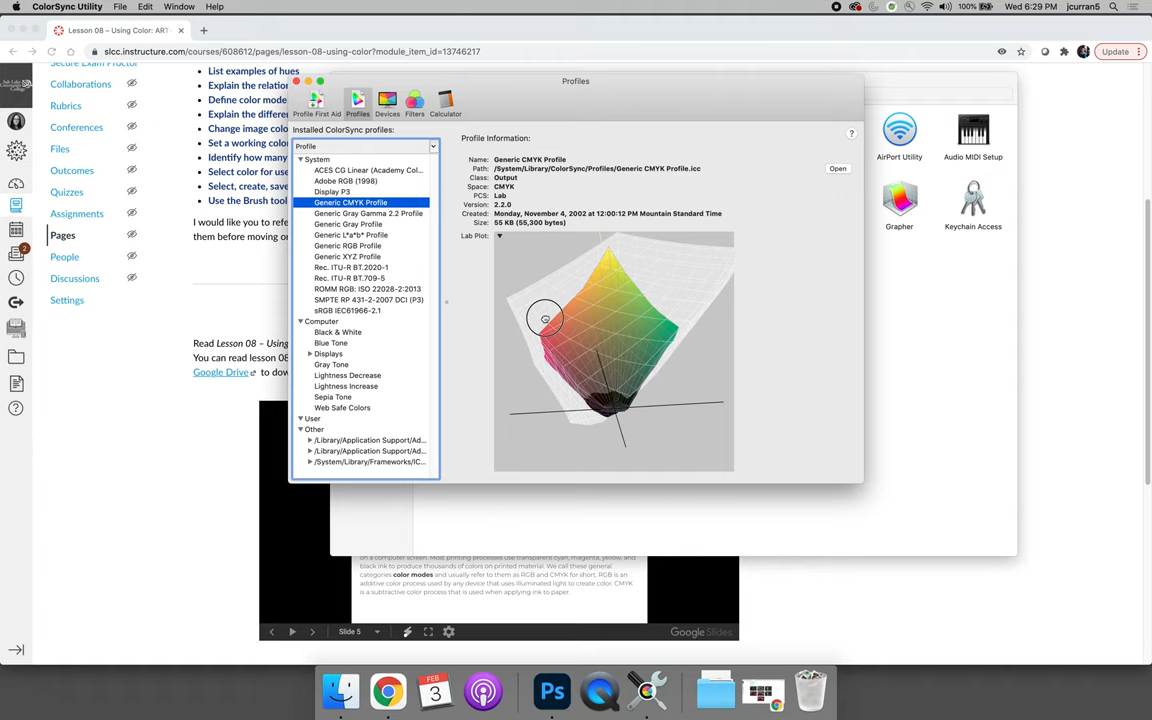 ColorSync Utility File Edit Window Help 100% Wed 6:29 PM jcurran5
Lesson 08 – Using Color: ART
slcc.instructure.com/courses/608612/pages/lesson-08-using-color?module_item_id=13746217 Update
Secure Exam Proctor
Collaborations
Rubrics
Conferences
Files
Outcomes
Quizzes
Assignments
Pages
People
Discussions
Settings
2
List examples of hues
Explain the relation
Define color mode
Explain the differen
Change image colo
Set a working color
Identify how many
Select color for use
Select, create, save
Use the Brush tool
I would like you to refe
them before moving on
Read Lesson 08 – Using
You can read lesson 08
Google Drive to dow
Profiles
Profile First Aid Profiles Devices Filters Calculator
Installed ColorSync profiles:
Profile
System
ACES CG Linear (Academy Col...
Adobe RGB (1998)
Display P3
Generic CMYK Profile
Generic Gray Gamma 2.2 Profile
Generic Gray Profile
Generic L*a*b* Profile
Generic RGB Profile
Generic XYZ Profile
Rec. ITU-R BT.2020-1
Rec. ITU-R BT.709-5
ROMM RGB: ISO 22028-2:2013
SMPTE RP 431-2-2007 DCI (P3)
sRGB IEC61966-2.1
Computer
Black & White
Blue Tone
Displays
Gray Tone
Lightness Decrease
Lightness Increase
Sepia Tone
Web Safe Colors
User
Other
/Library/Application Support/Ad...
/Library/Application Support/Ad...
/System/Library/Frameworks/IC...
Profile Information:
?
Name: Generic CMYK Profile
Path: /System/Library/ColorSync/Profiles/Generic CMYK Profile.icc
Open
Class: Output
Space: CMYK
PCS: Lab
Version: 2.2.0
Created: Monday, November 4, 2002 at 12:00:12 PM Mountain Standard Time
Size: 55 KB (55,300 bytes)
Lab Plot:
AirPort Utility
Audio MIDI Setup
Grapher
Keychain Access
on a computer screen. Most printing processes use transparent cyan, magenta, yellow, and
black ink to produce thousands of colors on printed material. We call these general
categories color modes and usually refer to them as RGB and CMYK for short. RGB is an
additive color process used by any device that uses illuminated light to create color. CMYK
is a subtractive color process that is used when applying ink to paper.
Slide 5
Google Slides
FEB
3
Ps